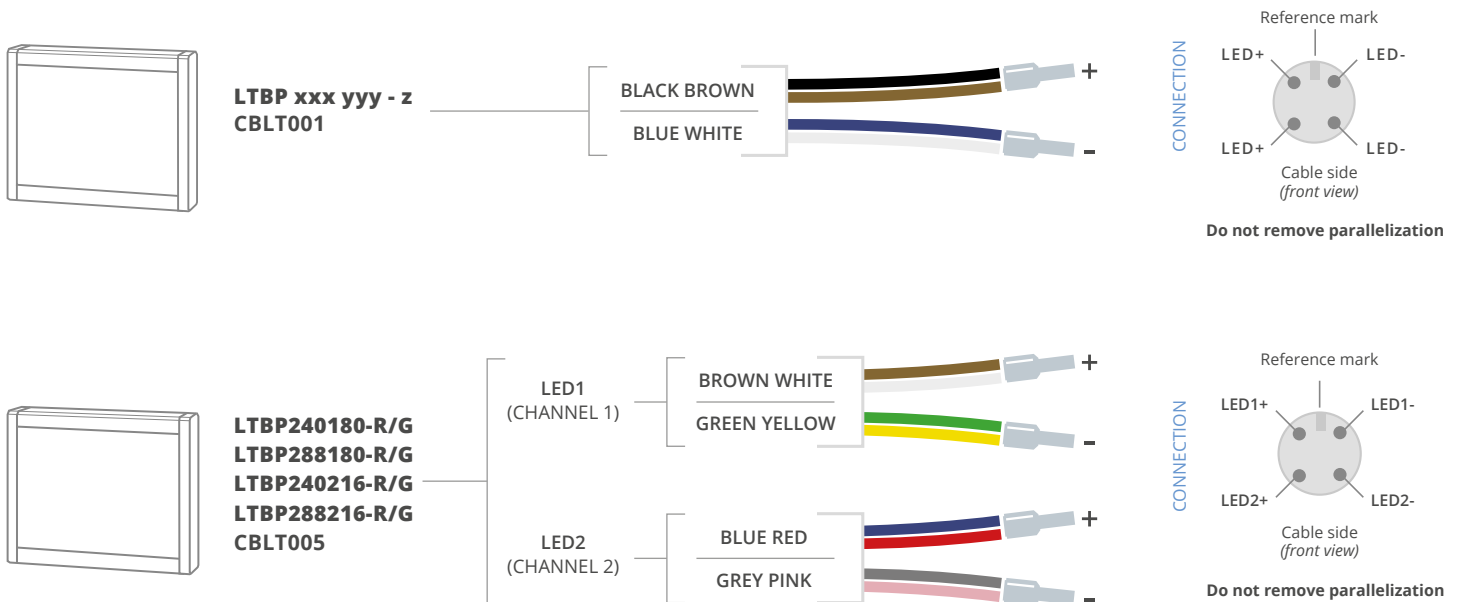 LTBP xxx yyy - z
CBLT001
BLACK BROWN
BLUE WHITE
+
-
CONNECTION
Reference mark
LED+
LED-
LED+
LED-
Cable side
(front view)
Do not remove parallelization
LTBP240180-R/G
LTBP288180-R/G
LTBP240216-R/G
LTBP288216-R/G
CBLT005
LED1
(CHANNEL 1)
BROWN WHITE
GREEN YELLOW
+
-
LED2
(CHANNEL 2)
BLUE RED
GREY PINK
+
-
CONNECTION
Reference mark
LED1+
LED1-
LED2+
LED2-
Cable side
(front view)
Do not remove parallelization